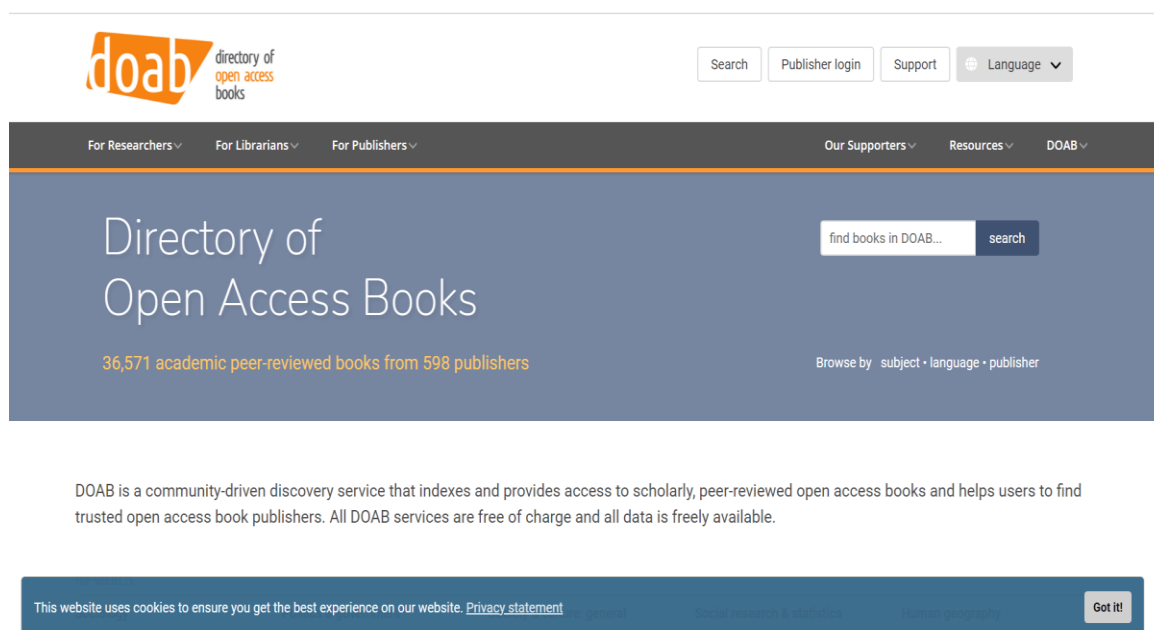 doab directory of
open access
books
Search Publisher login Support Language
For Researchers For Librarians For Publishers Our Supporters Resources DOAB
Directory of
Open Access Books
find books in DOAB... search
36,571 academic peer-reviewed books from 598 publishers
Browse by subject • language • publisher
DOAB is a community-driven discovery service that indexes and provides access to scholarly, peer-reviewed open access books and helps users to find
trusted open access book publishers. All DOAB services are free of charge and all data is freely available.
This website uses cookies to ensure you get the best experience on our website. Privacy statement Got it!